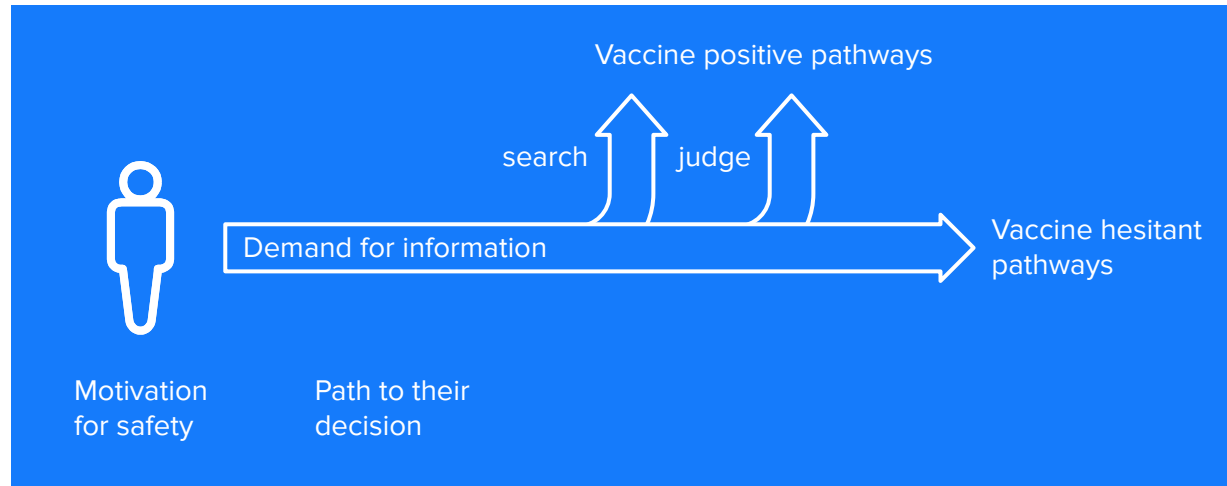 Vaccine positive pathways
search
judge
Demand for information
Vaccine hesitant
pathways
Motivation
for safety
Path to their
decision